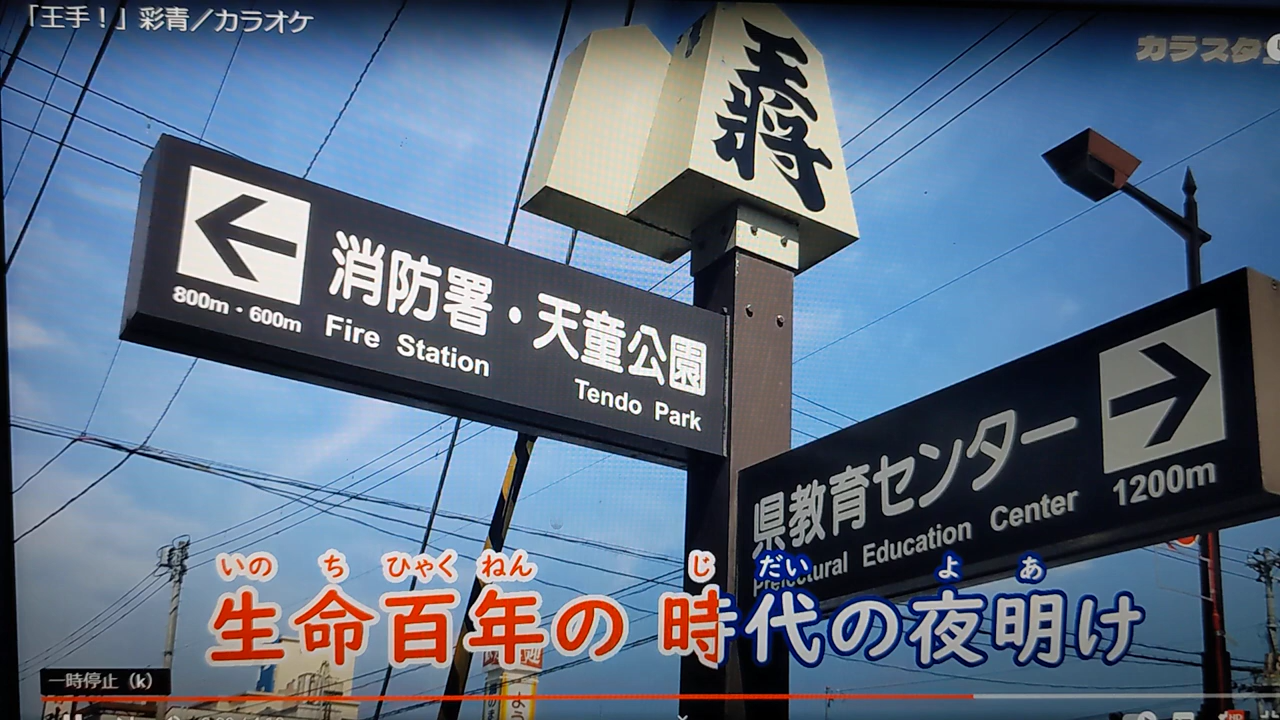 「王手！」彩青／カラオケ
カラスタ
王将
消防署・天童公園
800m・600m Fire Station Tendo Park
県教育センター
Prefectural Education Center 1200m
いのちひゃくねん じだい よあ
生命百年の 時代の夜明け
一時停止（k）